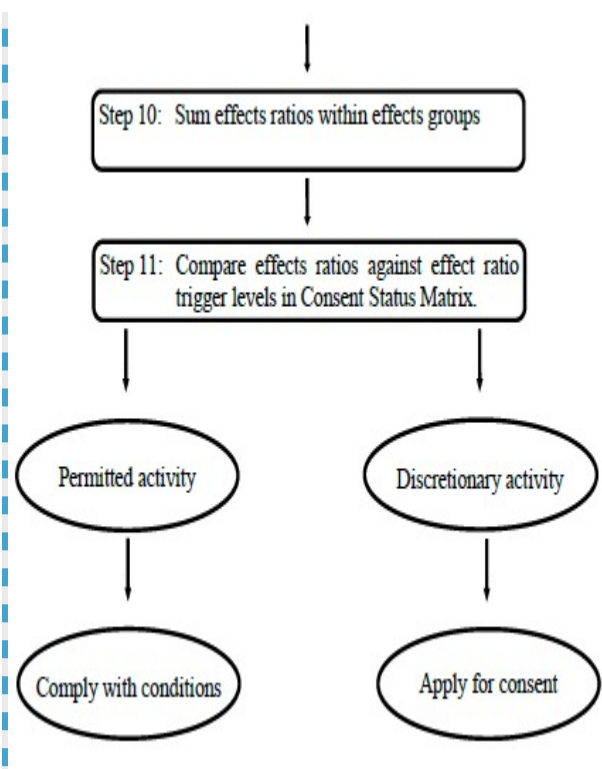 Step 10: Sum effects ratios within effects groups
Step 11: Compare effects ratios against effect ratio
trigger levels in Consent Status Matrix.
Permitted activity
Discretionary activity
Comply with conditions
Apply for consent